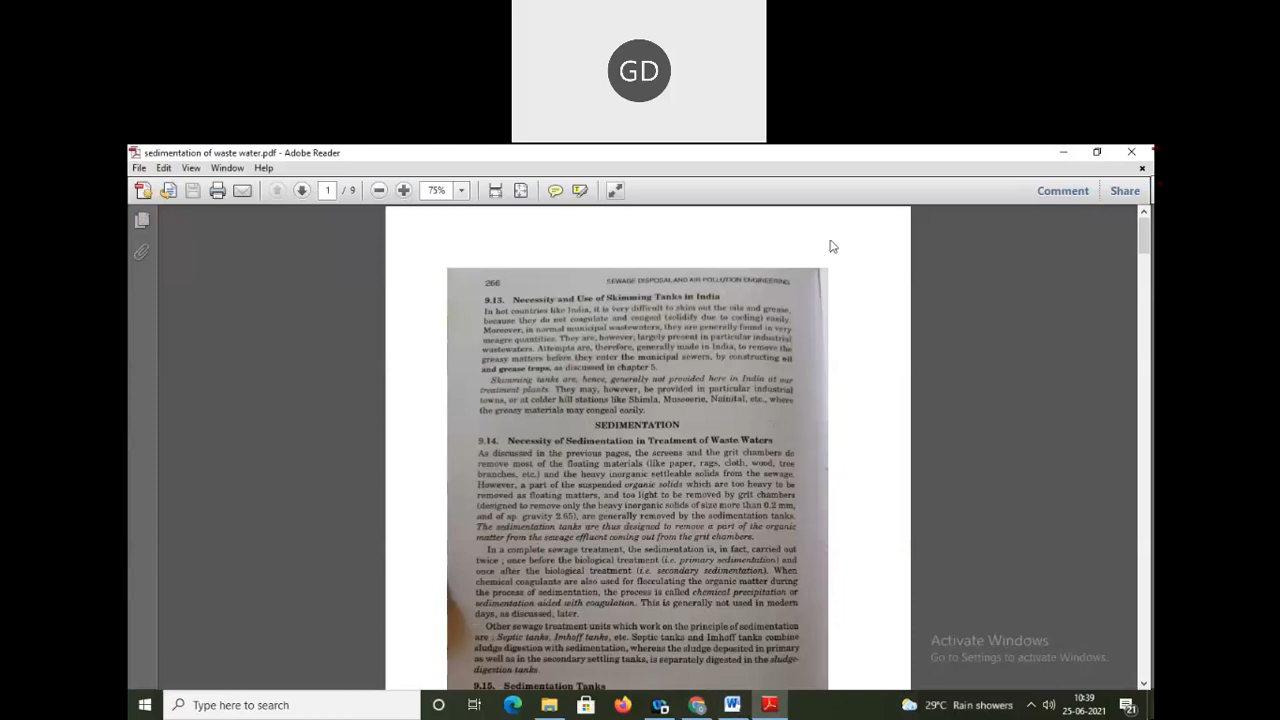 GD
sedimentation of waste water.pdf - Adobe Reader
File Edit View Window Help
1 / 9 75% Comment Share
266 SEWAGE DISPOSAL AND AIR POLLUTION ENGINEERING
9.13. Necessity and Use of Skimming Tanks in India
In hot countries like India, it is very difficult to skim out the oils and grease,
because they do not coagulate and congeal (solidify due to cooling) easily.
Moreover, in normal municipal wastewaters, they are generally found in very
meagre quantities. They are, however, largely present in particular industrial
wastewaters. Attempts are, therefore, generally made in India, to remove the
greasy matters before they enter the municipal sewers, by constructing oil
and grease traps, as discussed in chapter 5.
Skimming tanks are, hence, generally not provided here in India at our
treatment plants. They may, however, be provided in particular industrial
towns, or at colder hill stations like Shimla, Mussoorie, Nainital, etc., where
the greasy materials may congeal easily.
SEDIMENTATION
9.14. Necessity of Sedimentation in Treatment of Waste Waters
As discussed in the previous pages, the screens and the grit chambers do
remove most of the floating materials (like paper, rags, cloth, wood, tree
branches, etc.) and the heavy inorganic settleable solids from the sewage.
However, a part of the suspended organic solids which are too heavy to be
removed as floating matters, and too light to be removed by grit chambers
(designed to remove only the heavy inorganic solids of size more than 0.2 mm,
and of sp. gravity 2.65), are generally removed by the sedimentation tanks.
The sedimentation tanks are thus designed to remove a part of the organic
matter from the sewage effluent coming out from the grit chambers.
In a complete sewage treatment, the sedimentation is, in fact, carried out
twice ; once before the biological treatment (i.e. primary sedimentation) and
once after the biological treatment (i.e. secondary sedimentation). When
chemical coagulants are also used for flocculating the organic matter during
the process of sedimentation, the process is called chemical precipitation or
sedimentation aided with coagulation. This is generally not used in modern
days, as discussed, later.
Other sewage treatment units which work on the principle of sedimentation
are : Septic tanks, Imhoff tanks, etc. Septic tanks and Imhoff tanks combine
sludge digestion with sedimentation, whereas the sludge deposited in primary
as well as in the secondary settling tanks, is separately digested in the sludge-
digestion tanks.
9.15. Sedimentation Tanks
Activate Windows
Go to Settings to activate Windows.
Type here to search
29°C Rain showers
10:39
25-06-2021
21